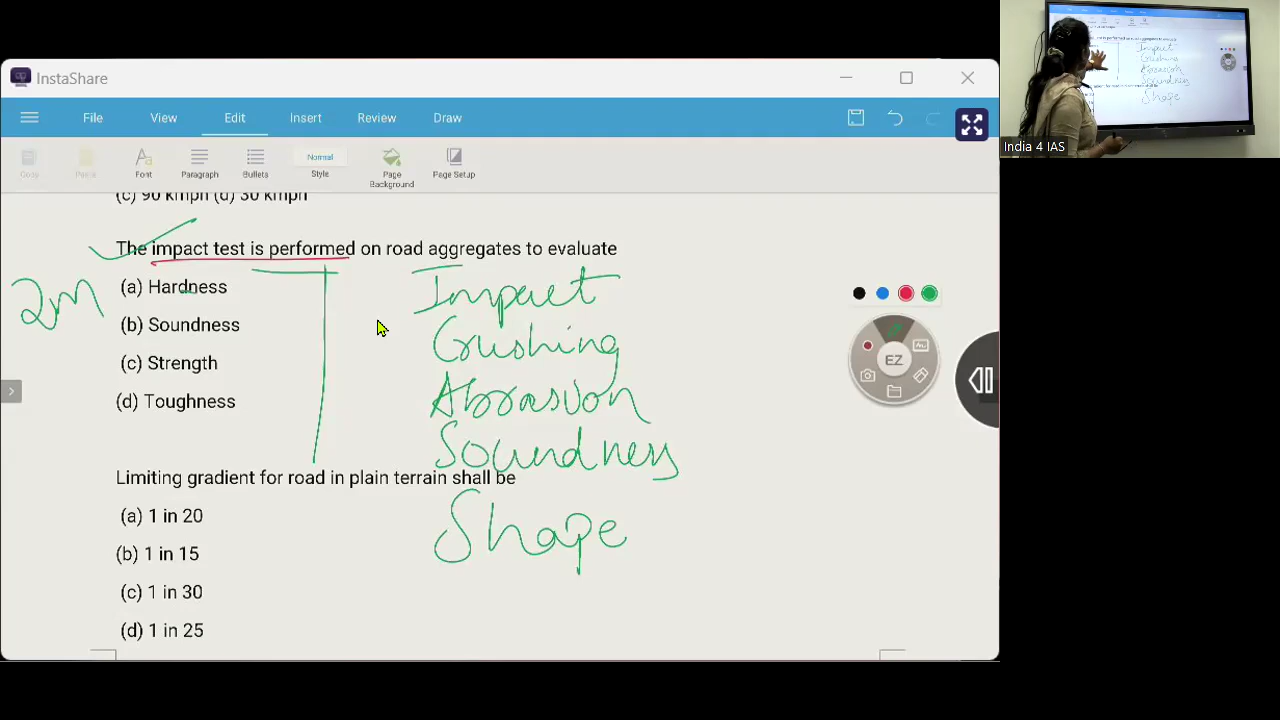 InstaShare
File View Edit Insert Review Draw
Copy Paste Font Paragraph Bullets Normal Style Page Background Page Setup
India 4 IAS
(c) 90 kmph (d) 30 kmph
The impact test is performed on road aggregates to evaluate
(a) Hardness
(b) Soundness
(c) Strength
(d) Toughness
2m
Impact
Crushing
Abrasion
Soundness
Shape
EZ
Limiting gradient for road in plain terrain shall be
(a) 1 in 20
(b) 1 in 15
(c) 1 in 30
(d) 1 in 25